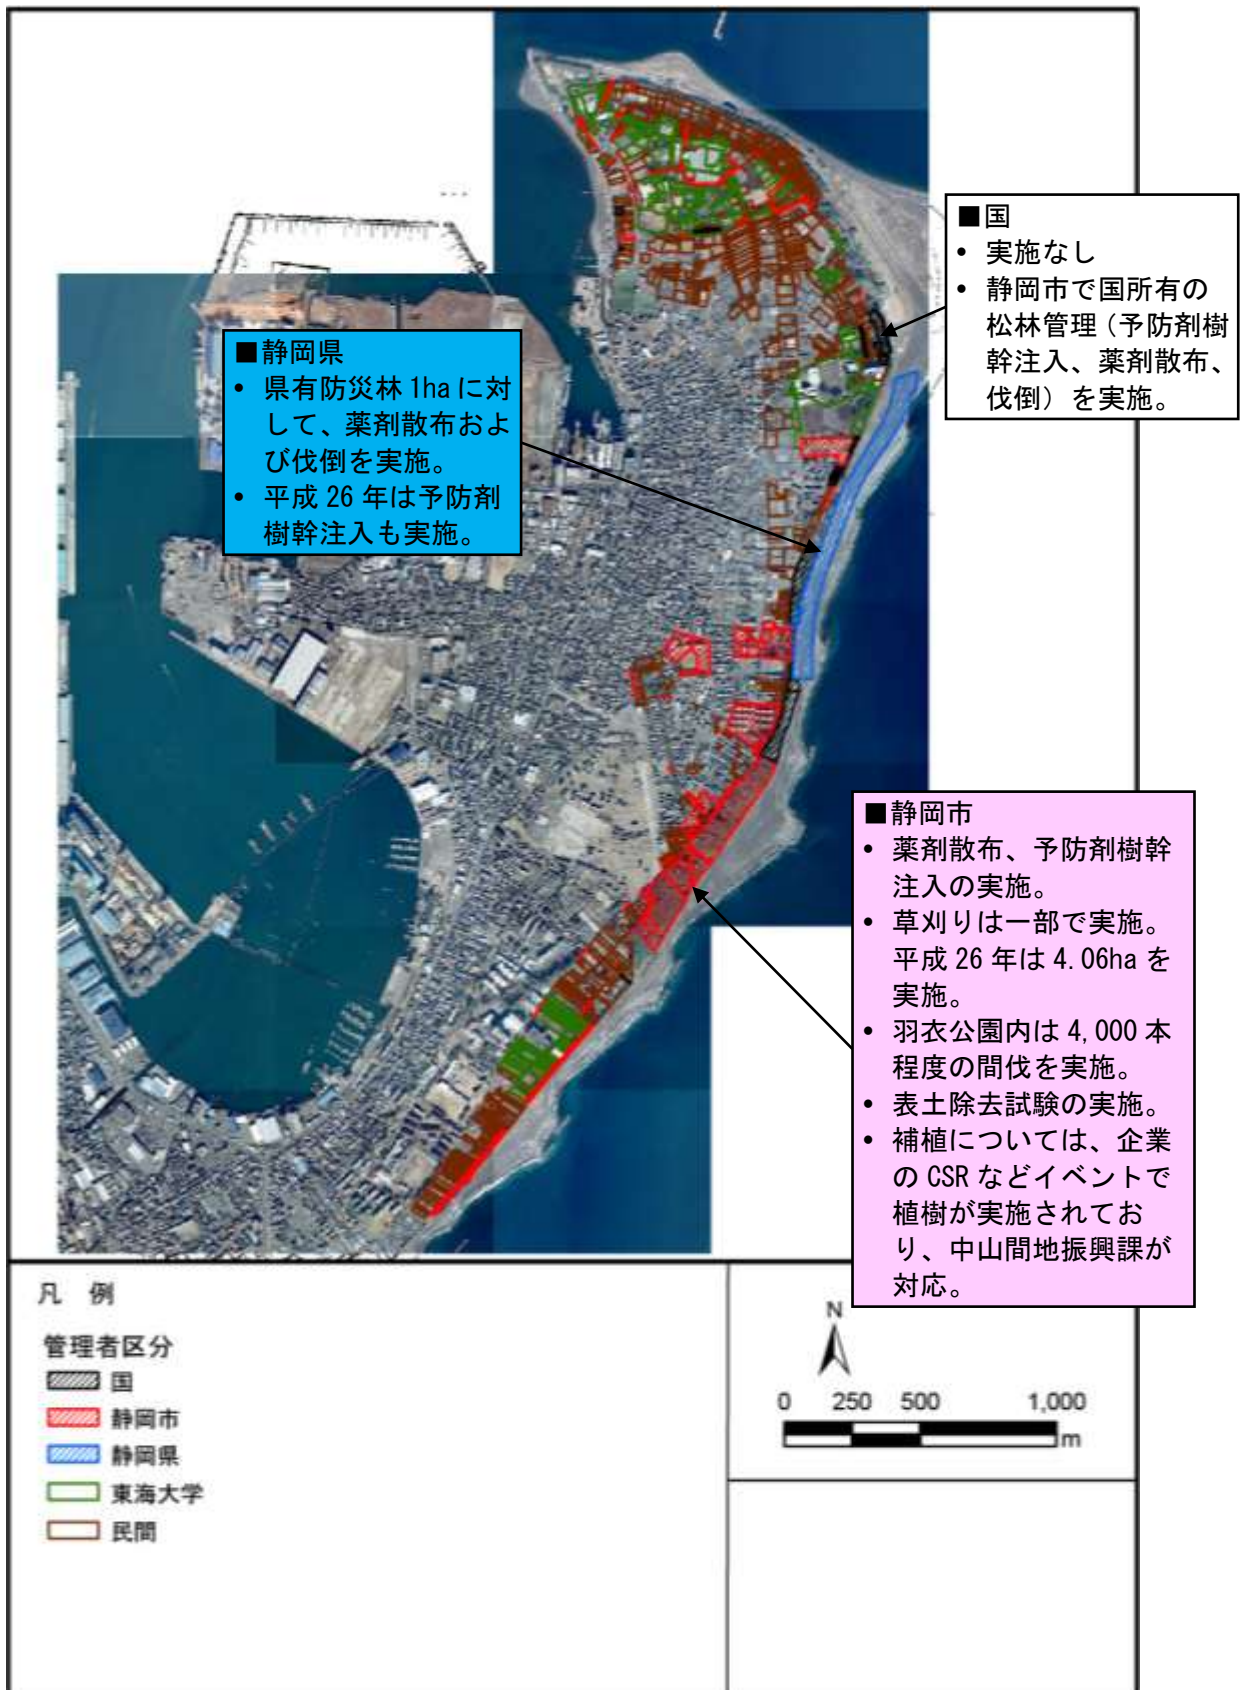 ■国
• 実施なし
• 静岡市で国所有の
松林管理(予防剤樹
幹注入、薬剤散布、
伐倒)を実施。
■静岡県
• 県有防災林 1ha に対
して、薬剤散布およ
び伐倒を実施。
• 平成 26 年は予防剤
樹幹注入も実施。
■静岡市
• 薬剤散布、予防剤樹幹
注入の実施。
• 草刈りは一部で実施。
平成 26 年は 4.06ha を
実施。
• 羽衣公園内は 4,000 本
程度の間伐を実施。
• 表土除去試験の実施。
• 補植については、企業
の CSR などイベントで
植樹が実施されてお
り、中山間地振興課が
対応。
凡 例
管理者区分
国
静岡市
静岡県
東海大学
民間
N
0 250 500 1,000
m